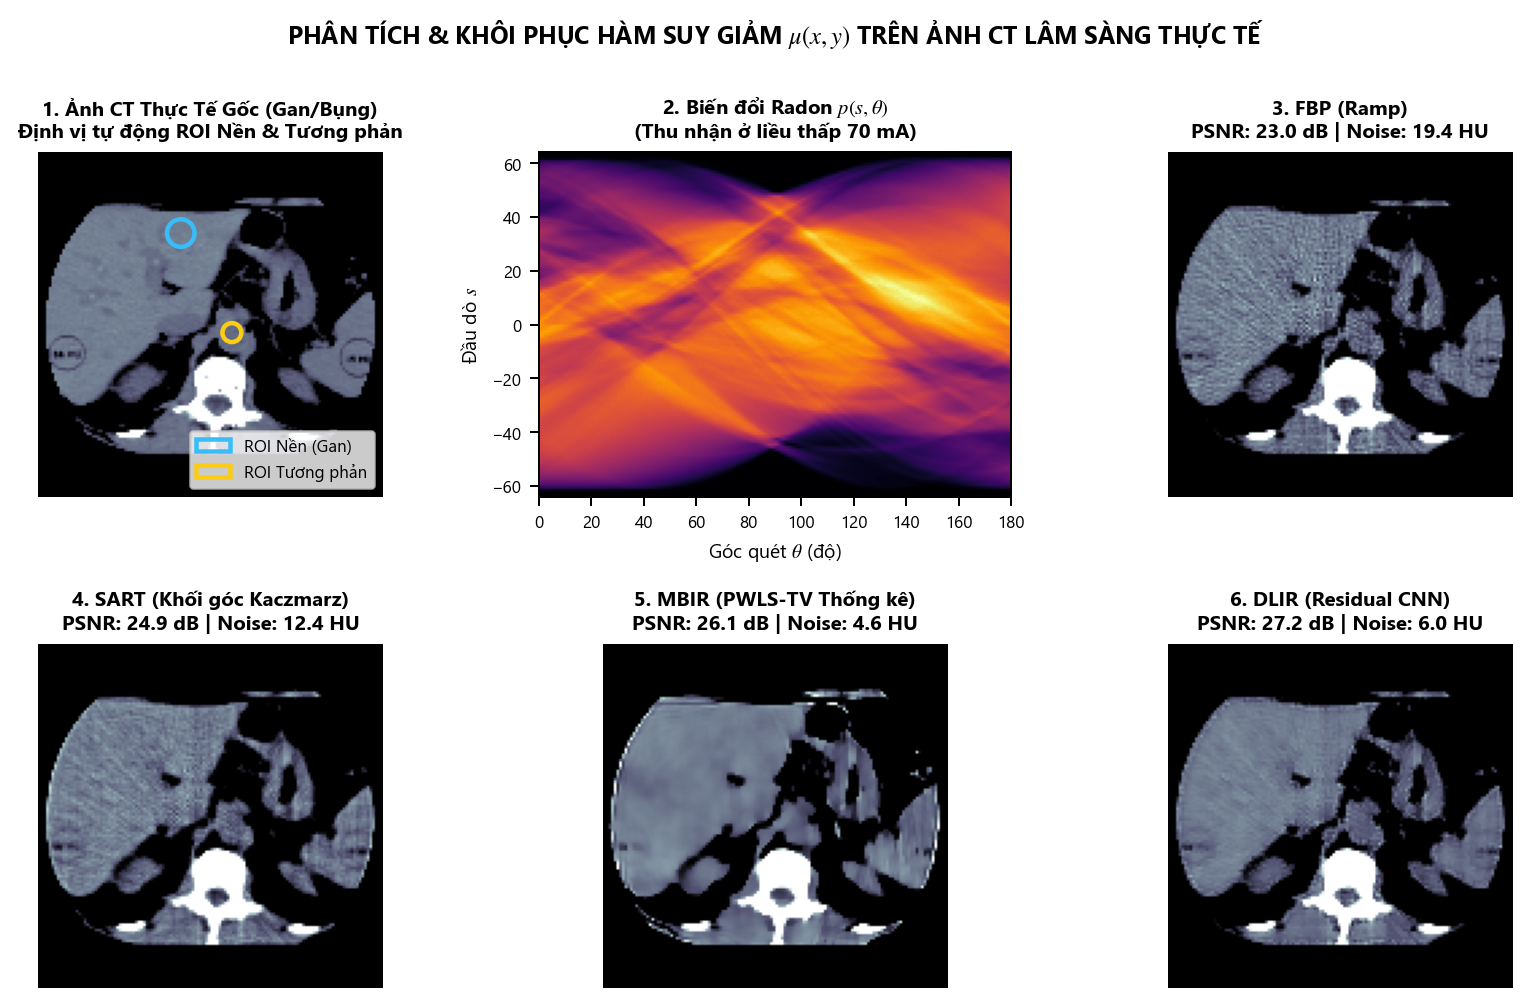 PHÂN TÍCH & KHÔI PHỤC HÀM SUY GIẢM μ(x, y) TRÊN ẢNH CT LÂM SÀNG THỰC TẾ
1. Ảnh CT Thực Tế Gốc (Gan/Bụng)
Định vị tự động ROI Nền & Tương phản
ROI Nền (Gan)
ROI Tương phản
2. Biến đổi Radon p(s, θ)
(Thu nhận ở liều thấp 70 mA)
60
40
20
0
−20
−40
−60
Đầu dò s
0 20 40 60 80 100 120 140 160 180
Góc quét θ (độ)
3. FBP (Ramp)
PSNR: 23.0 dB | Noise: 19.4 HU
4. SART (Khối góc Kaczmarz)
PSNR: 24.9 dB | Noise: 12.4 HU
5. MBIR (PWLS-TV Thống kê)
PSNR: 26.1 dB | Noise: 4.6 HU
6. DLIR (Residual CNN)
PSNR: 27.2 dB | Noise: 6.0 HU